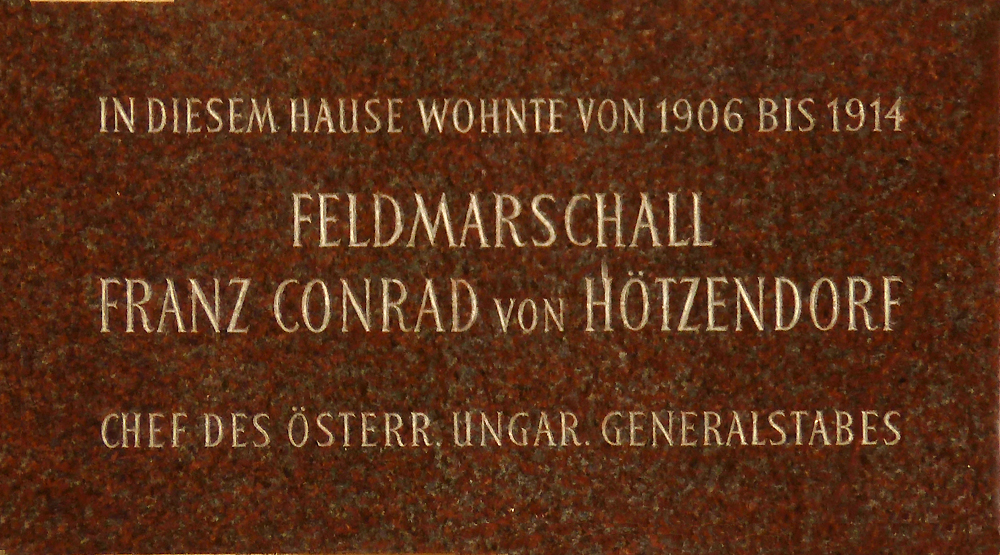 IN DIESEM HAUSE WOHNTE VON 1906 BIS 1914
FELDMARSCHALL
FRANZ CONRAD VON HÖTZENDORF
CHEF DES ÖSTERR. UNGAR. GENERALSTABES